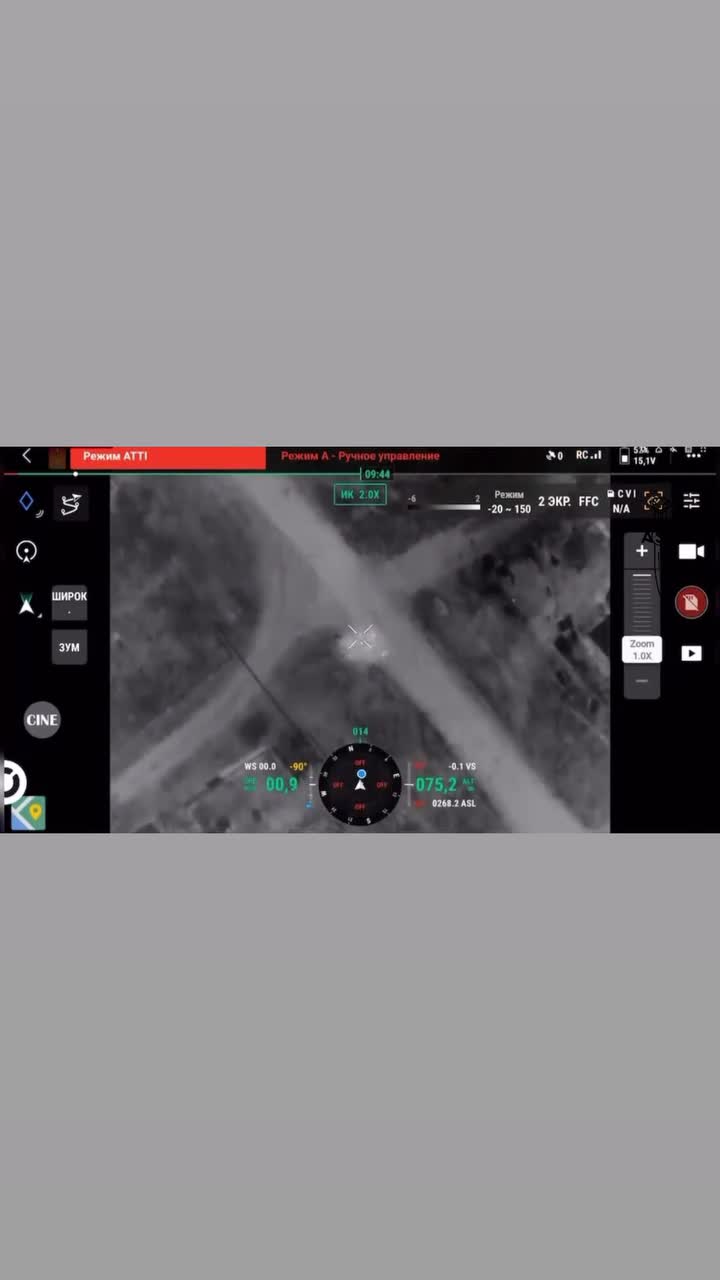 Режим ATTI
Режим A - Ручное управление
0
RC
15,1V
09:44
ИК 2.0X
-6
2
Режим
-20 ~ 150
2 ЭКР.
FFC
CVI
N/A
ШИРОК
.
ЗУМ
CINE
+
Zoom
1.0X
014
WS 00.0
-90°
00,9
N
E
S
W
OFF
OFF
OFF
OFF
-0.1 VS
075,2
ALT
0268.2 ASL